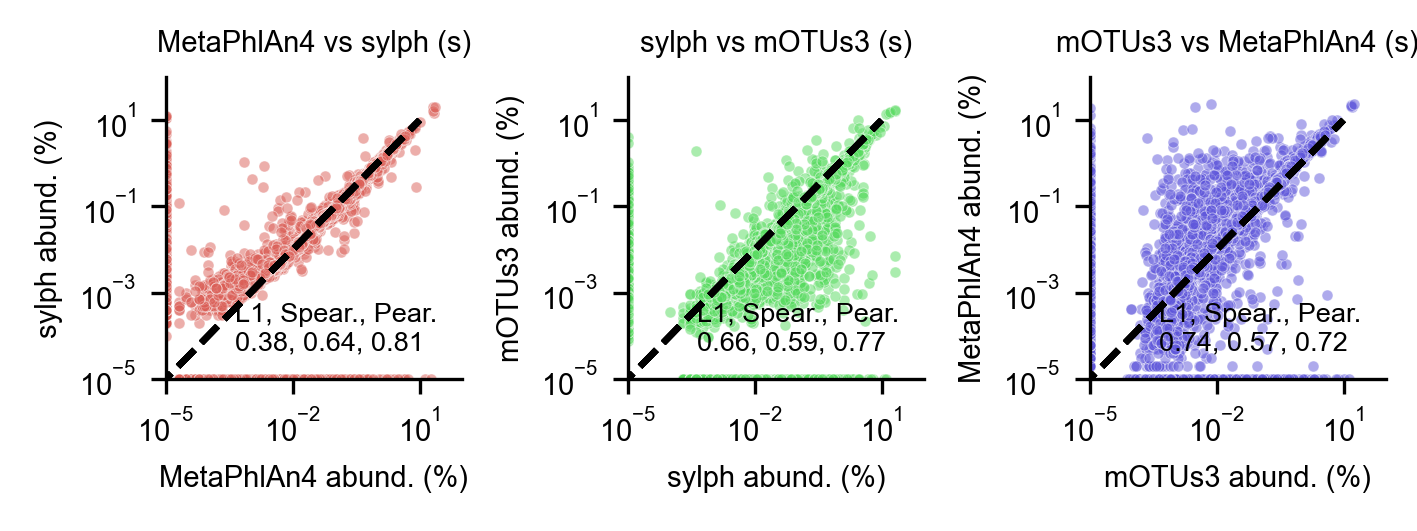 MetaPhlAn4 vs sylph (s)
sylph abund. (%)
10^1
10^-1
10^-3
10^-5
L1, Spear., Pear.
0.38, 0.64, 0.81
10^-5 10^-2 10^1
MetaPhlAn4 abund. (%)
sylph vs mOTUs3 (s)
mOTUs3 abund. (%)
10^1
10^-1
10^-3
10^-5
L1, Spear., Pear.
0.66, 0.59, 0.77
10^-5 10^-2 10^1
sylph abund. (%)
mOTUs3 vs MetaPhlAn4 (s)
MetaPhlAn4 abund. (%)
10^1
10^-1
10^-3
10^-5
L1, Spear., Pear.
0.74, 0.57, 0.72
10^-5 10^-2 10^1
mOTUs3 abund. (%)